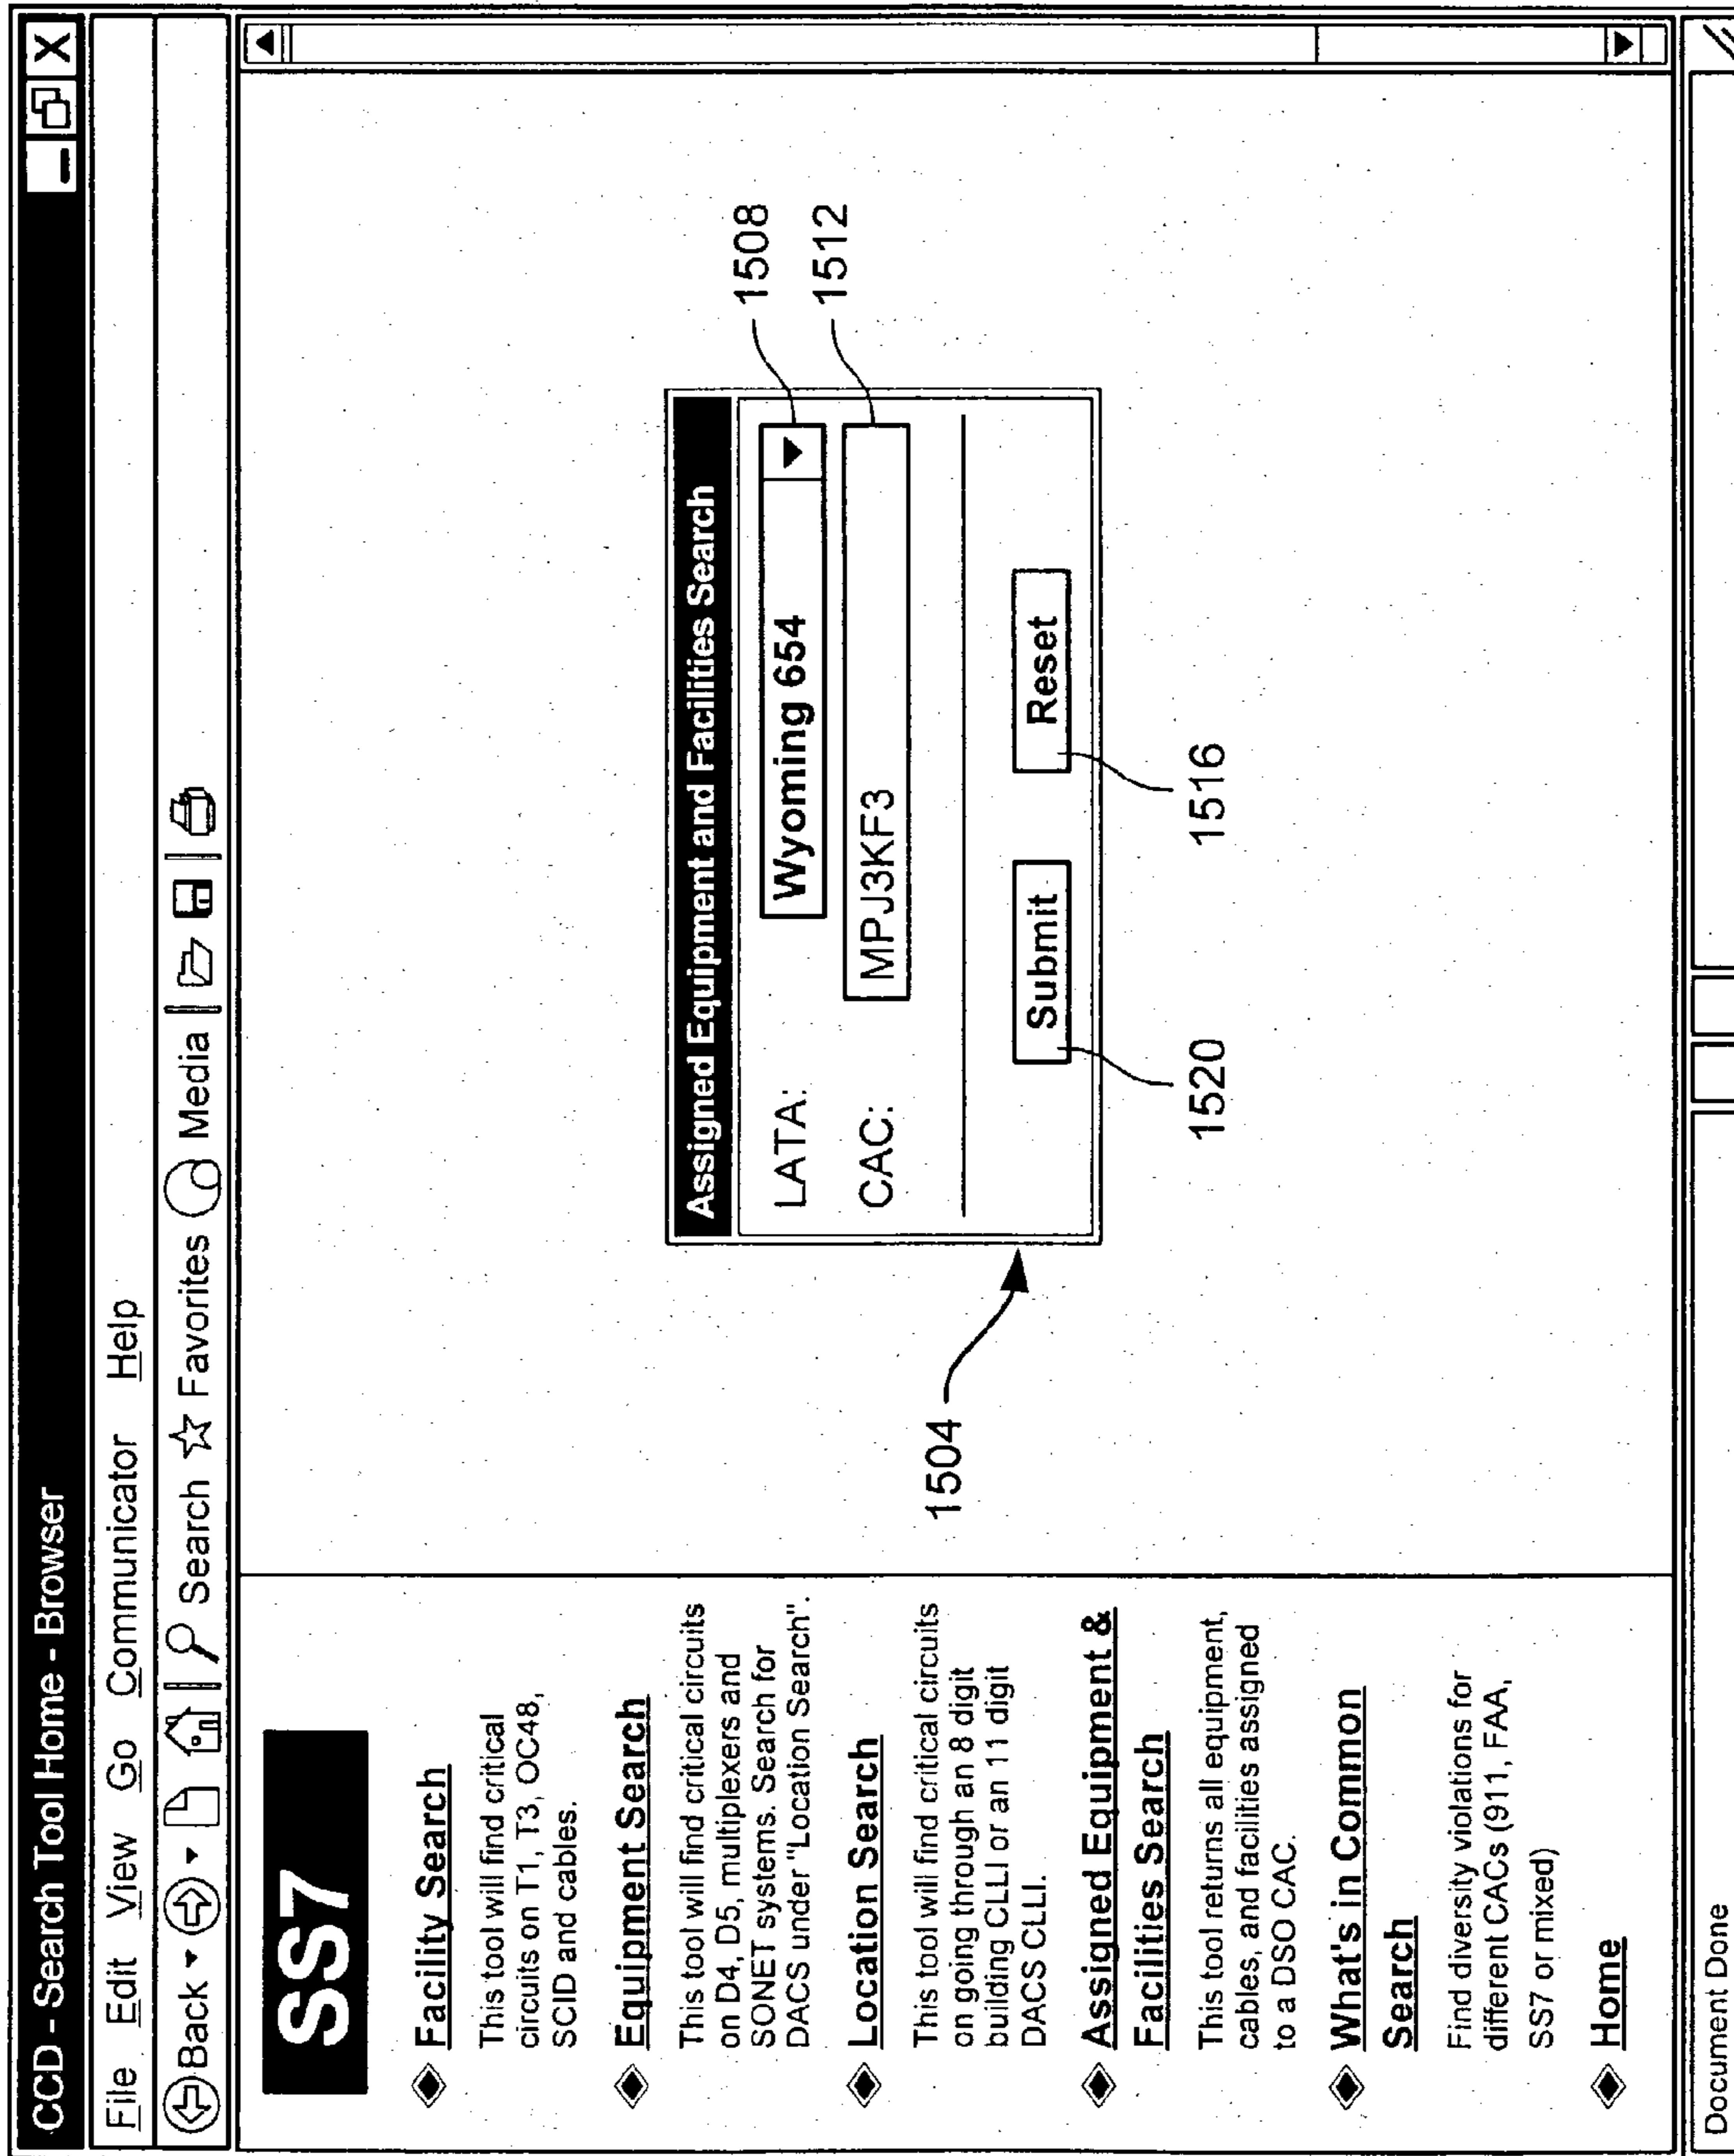 CCD - Search Tool Home - Browser
File Edit View Go Communicator Help
Back Search Favorites Media
SS7
Facility Search
This tool will find critical
circuits on T1, T3, OC48,
SCID and cables.
Equipment Search
This tool will find critical circuits
on D4, D5, multiplexers and
SONET systems. Search for
DACS under "Location Search".
Location Search
This tool will find critical circuits
on going through an 8 digit
building CLLI or an 11 digit
DACS CLLI.
Assigned Equipment &
Facilities Search
This tool returns all equipment,
cables, and facilities assigned
to a DSO CAC.
What's in Common
Search
Find diversity violations for
different CACs (911, FAA,
SS7 or mixed)
Home
1504
Assigned Equipment and Facilities Search
LATA: Wyoming 654
1508
CAC: MPJ3KF3
1512
Submit Reset
1520 1516
Document Done